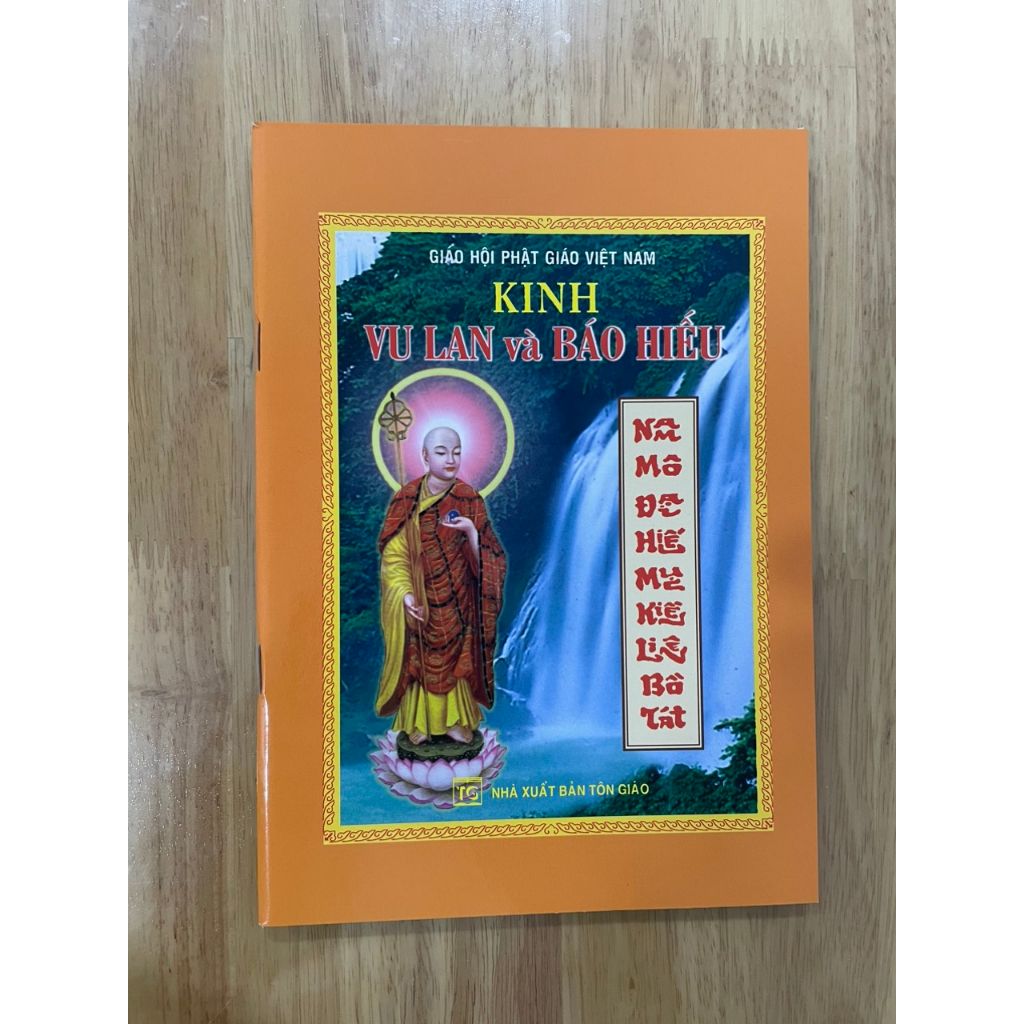 GIÁO HỘI PHẬT GIÁO VIỆT NAM
KINH
VU LAN và BÁO HIẾU
NAM
MÔ
ĐẠI
HIẾU
MỤC
KIỀN
LIÊN
BỒ
TÁT
TG NHÀ XUẤT BẢN TÔN GIÁO